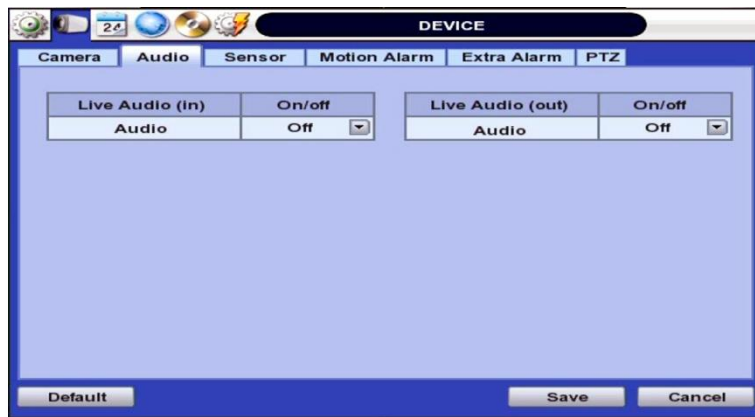 24
DEVICE
Camera Audio Sensor Motion Alarm Extra Alarm PTZ
Live Audio (in) On/off Live Audio (out) On/off
Audio Off Audio Off
Default Save Cancel